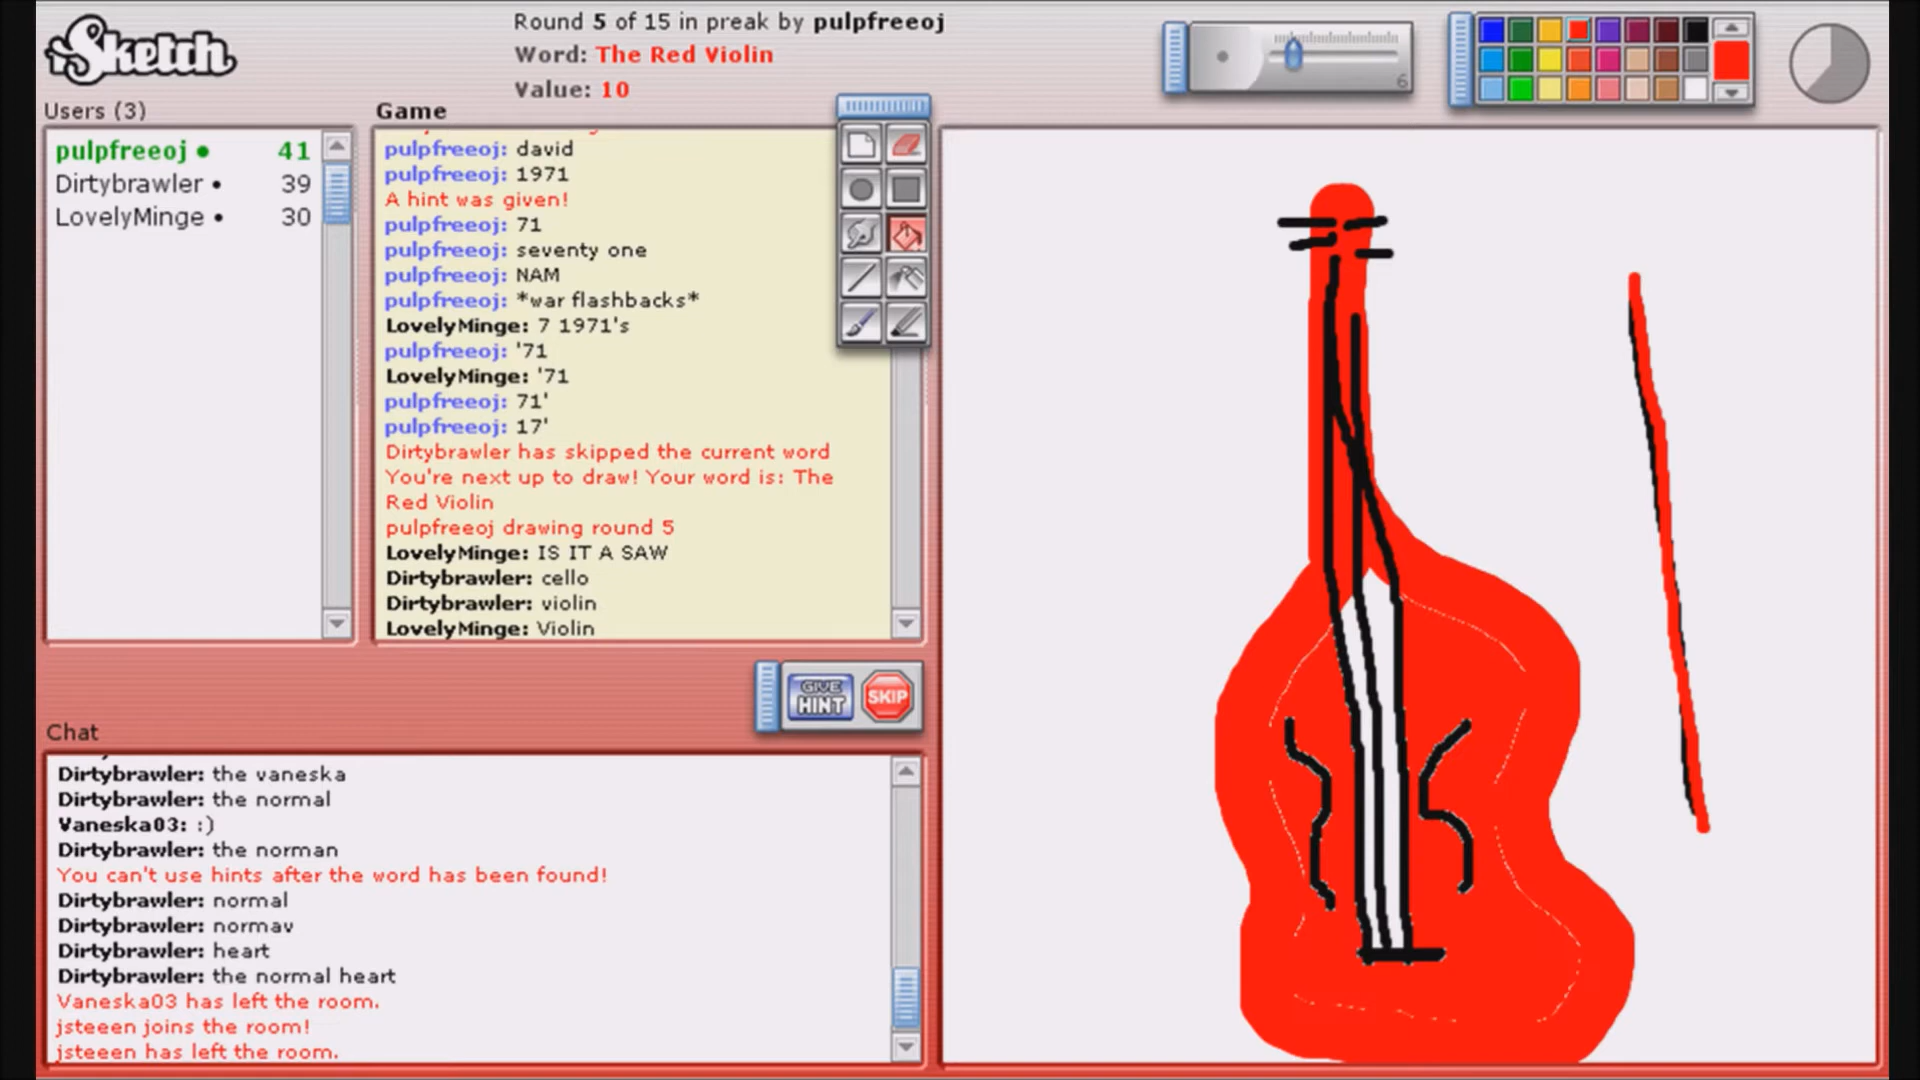 iSketch
Round 5 of 15 in preak by pulpfreeoj
Word: The Red Violin
Value: 10
6
Users (3)
pulpfreeoj • 41
Dirtybrawler • 39
LovelyMinge • 30
Game
pulpfreeoj: david
pulpfreeoj: 1971
A hint was given!
pulpfreeoj: 71
pulpfreeoj: seventy one
pulpfreeoj: NAM
pulpfreeoj: *war flashbacks*
LovelyMinge: 7 1971's
pulpfreeoj: '71
LovelyMinge: '71
pulpfreeoj: 71'
pulpfreeoj: 17'
Dirtybrawler has skipped the current word
You're next up to draw! Your word is: The
Red Violin
pulpfreeoj drawing round 5
LovelyMinge: IS IT A SAW
Dirtybrawler: cello
Dirtybrawler: violin
LovelyMinge: Violin
GIVE
HINT
SKIP
Chat
Dirtybrawler: the vaneska
Dirtybrawler: the normal
Vaneska03: :)
Dirtybrawler: the norman
You can't use hints after the word has been found!
Dirtybrawler: normal
Dirtybrawler: normav
Dirtybrawler: heart
Dirtybrawler: the normal heart
Vaneska03 has left the room.
jsteeen joins the room!
jsteeen has left the room.